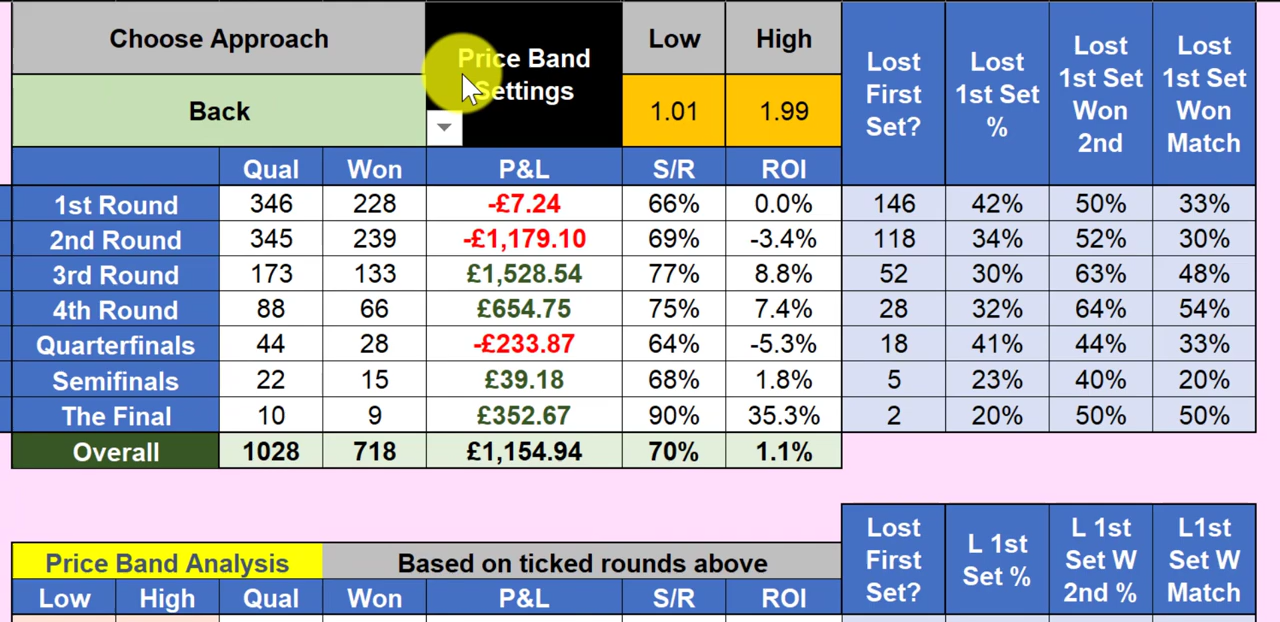 Choose Approach
Price Band Settings
Low High
Lost First Set?
Lost 1st Set %
Lost 1st Set Won 2nd
Lost 1st Set Won Match
Back
1.01 1.99
Qual Won P&L S/R ROI
1st Round 346 228 -£7.24 66% 0.0% 146 42% 50% 33%
2nd Round 345 239 -£1,179.10 69% -3.4% 118 34% 52% 30%
3rd Round 173 133 £1,528.54 77% 8.8% 52 30% 63% 48%
4th Round 88 66 £654.75 75% 7.4% 28 32% 64% 54%
Quarterfinals 44 28 -£233.87 64% -5.3% 18 41% 44% 33%
Semifinals 22 15 £39.18 68% 1.8% 5 23% 40% 20%
The Final 10 9 £352.67 90% 35.3% 2 20% 50% 50%
Overall 1028 718 £1,154.94 70% 1.1%
Lost First Set?
L 1st Set %
L 1st Set W 2nd %
L1st Set W Match
Price Band Analysis Based on ticked rounds above
Low High Qual Won P&L S/R ROI